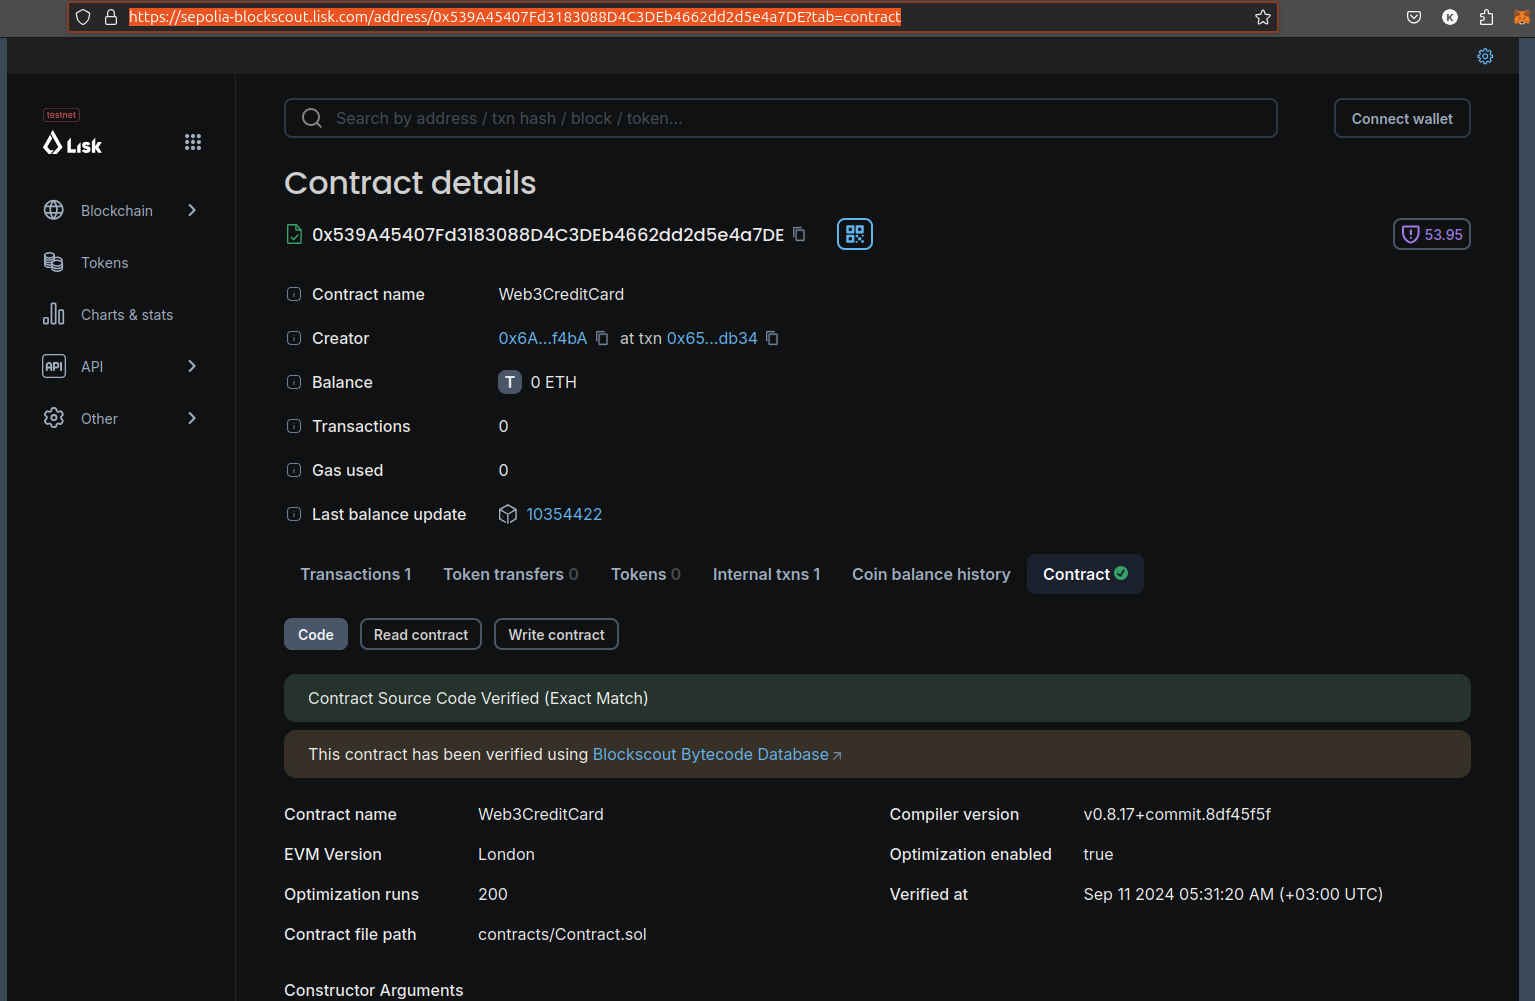 https://sepolia-blockscout.lisk.com/address/0x539A45407Fd3183088D4C3DEb4662dd2d5e4a7DE?tab=contract
K
testnet
Lisk
Search by address / txn hash / block / token...
Connect wallet
Blockchain
Tokens
Charts & stats
API
API
Other
Contract details
0x539A45407Fd3183088D4C3DEb4662dd2d5e4a7DE
53.95
Contract name Web3CreditCard
Creator 0x6A...f4bA at txn 0x65...db34
Balance T 0 ETH
Transactions 0
Gas used 0
Last balance update 10354422
Transactions 1 Token transfers 0 Tokens 0 Internal txns 1 Coin balance history Contract
Code Read contract Write contract
Contract Source Code Verified (Exact Match)
This contract has been verified using Blockscout Bytecode Database
Contract name Web3CreditCard Compiler version v0.8.17+commit.8df45f5f
EVM Version London Optimization enabled true
Optimization runs 200 Verified at Sep 11 2024 05:31:20 AM (+03:00 UTC)
Contract file path contracts/Contract.sol
Constructor Arguments